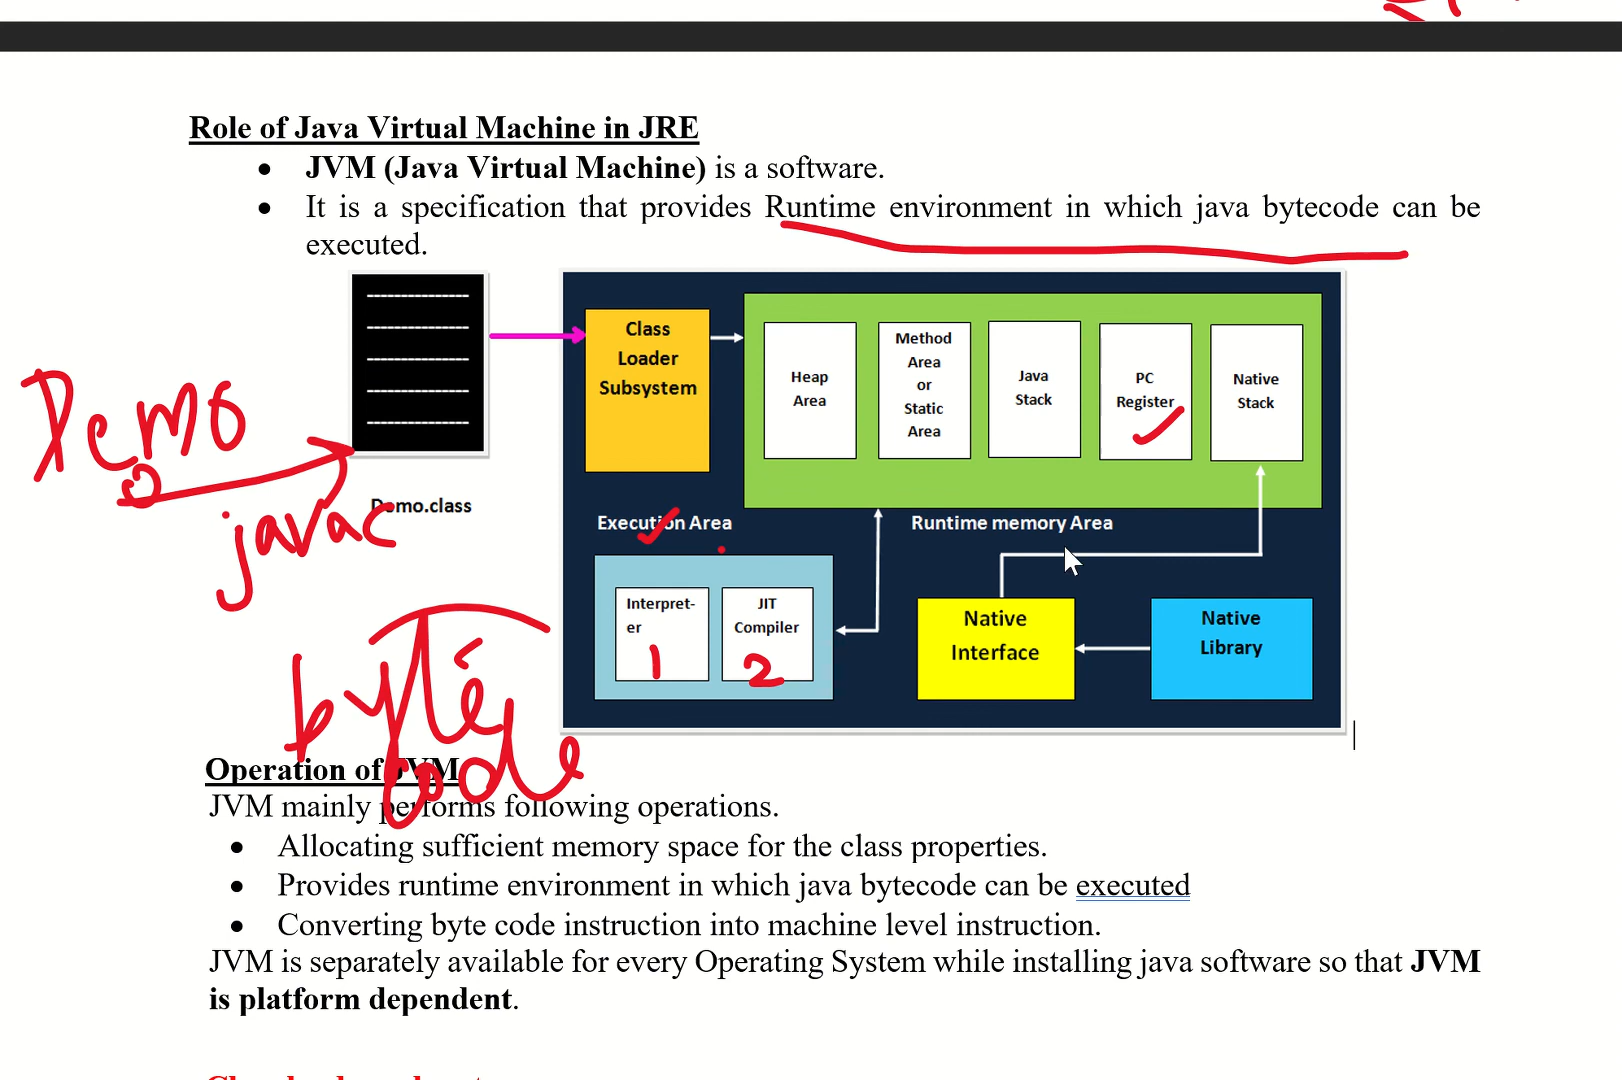 Role of Java Virtual Machine in JRE
• JVM (Java Virtual Machine) is a software.
• It is a specification that provides Runtime environment in which java bytecode can be
executed.
Class
Loader
Subsystem
Heap
Area
Method
Area
or
Static
Area
Java
Stack
PC
Register
Native
Stack
Demo
javac
Demo.class
Execution Area
Runtime memory Area
Interpret-
er
1
JIT
Compiler
2
Native
Interface
Native
Library
byte
code
Operation of JVM
JVM mainly performs following operations.
• Allocating sufficient memory space for the class properties.
• Provides runtime environment in which java bytecode can be executed
• Converting byte code instruction into machine level instruction.
JVM is separately available for every Operating System while installing java software so that JVM
is platform dependent.